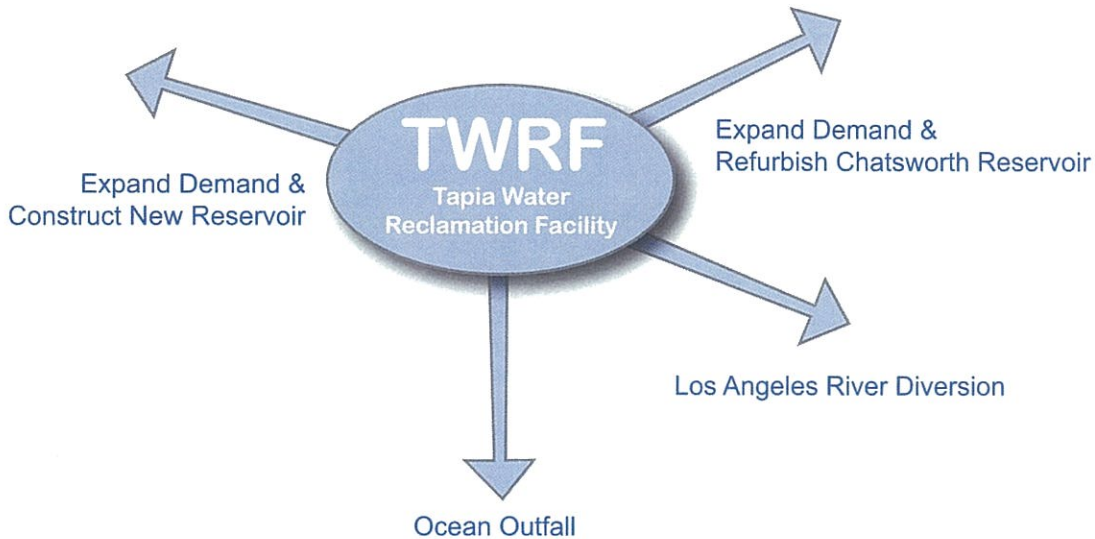 TWRF
Tapia Water
Reclamation Facility
Expand Demand &
Construct New Reservoir
Expand Demand &
Refurbish Chatsworth Reservoir
Los Angeles River Diversion
Ocean Outfall